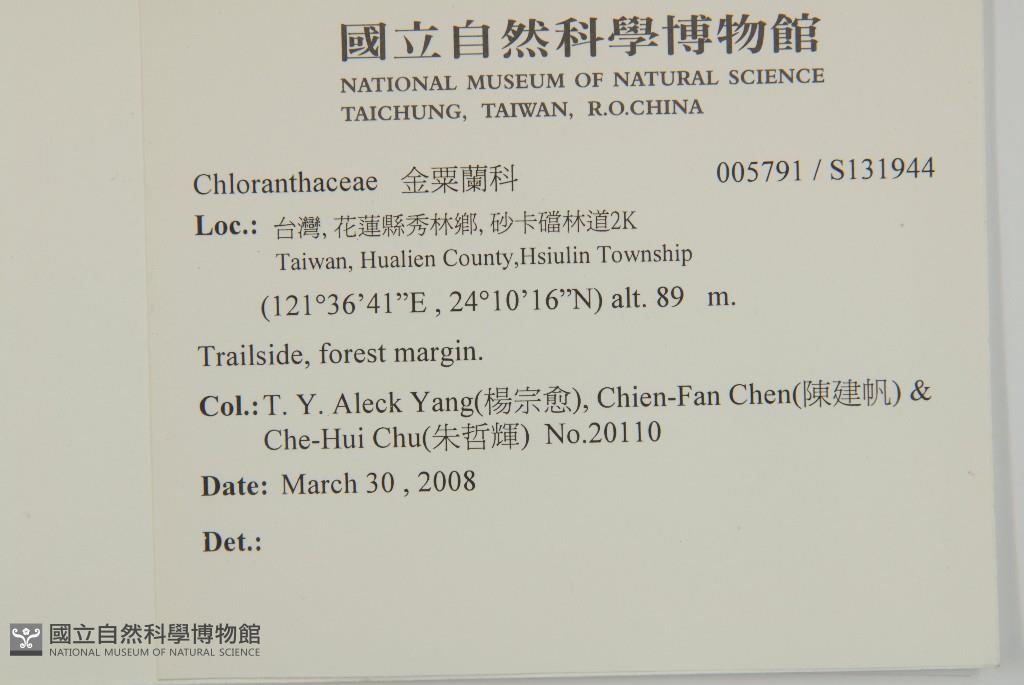 國立自然科學博物館
NATIONAL MUSEUM OF NATURAL SCIENCE
TAICHUNG, TAIWAN, R.O.CHINA
Chloranthaceae 金粟蘭科 005791 / S131944
Loc.: 台灣, 花蓮縣秀林鄉, 砂卡礑林道2K
Taiwan, Hualien County,Hsiulin Township
(121°36’41”E , 24°10’16”N) alt. 89 m.
Trailside, forest margin.
Col.: T. Y. Aleck Yang(楊宗愈), Chien-Fan Chen(陳建帆) &
Che-Hui Chu(朱哲輝) No.20110
Date: March 30 , 2008
Det.:
國立自然科學博物館
NATIONAL MUSEUM OF NATURAL SCIENCE